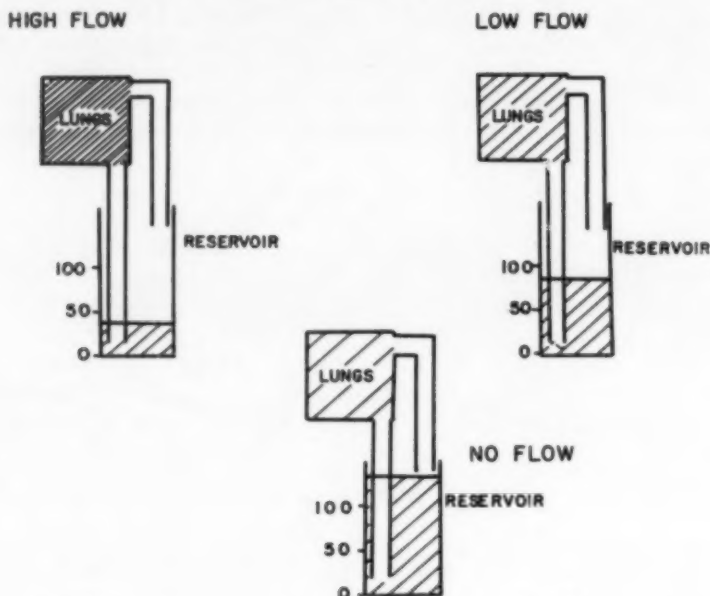 HIGH FLOW
LUNGS
RESERVOIR
100
50
0
LOW FLOW
LUNGS
RESERVOIR
100
50
0
LUNGS
NO FLOW
RESERVOIR
100
50
0